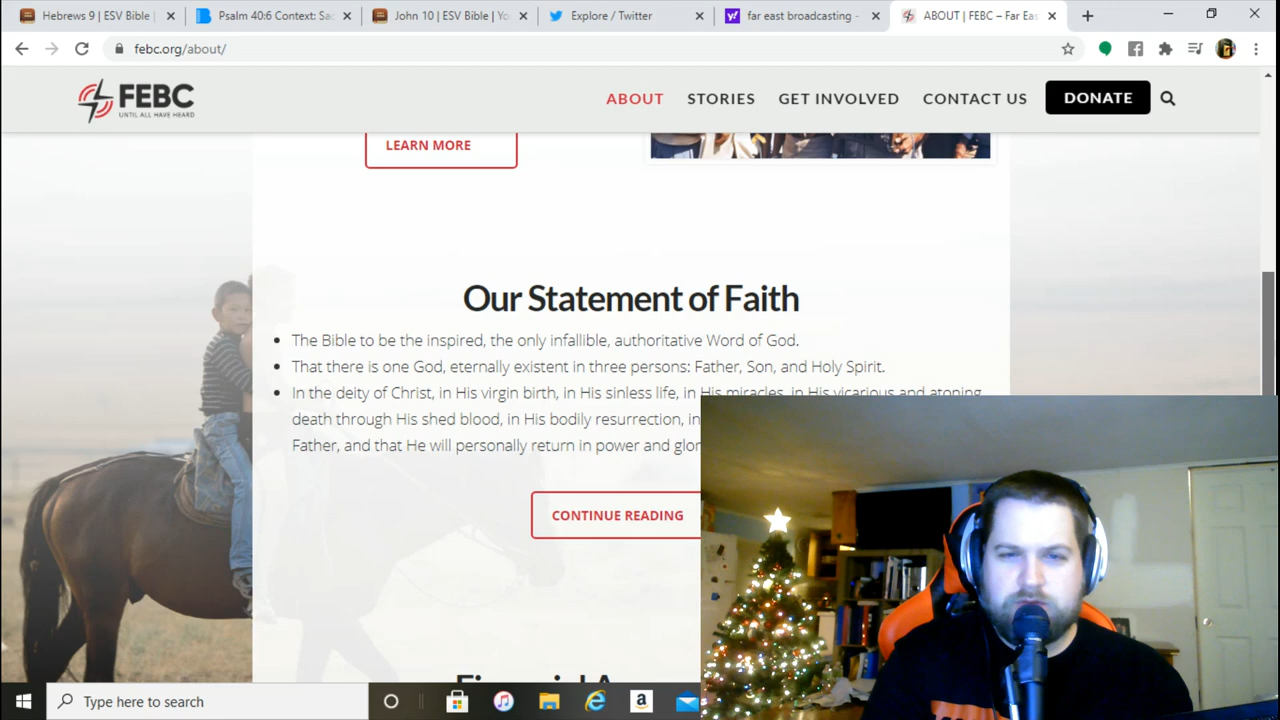 Hebrews 9 | ESV Bible |
Psalm 40:6 Context: Sac
John 10 | ESV Bible | Yo
Explore / Twitter
far east broadcasting -
ABOUT | FEBC – Far Eas
febc.org/about/
FEBC
UNTIL ALL HAVE HEARD
ABOUT
STORIES
GET INVOLVED
CONTACT US
DONATE
LEARN MORE
Our Statement of Faith
The Bible to be the inspired, the only infallible, authoritative Word of God.
That there is one God, eternally existent in three persons: Father, Son, and Holy Spirit.
In the deity of Christ, in His virgin birth, in His sinless life, in His miracles, in His vicarious and atoning
death through His shed blood, in His bodily resurrection, in
Father, and that He will personally return in power and glor
CONTINUE READING
Type here to search